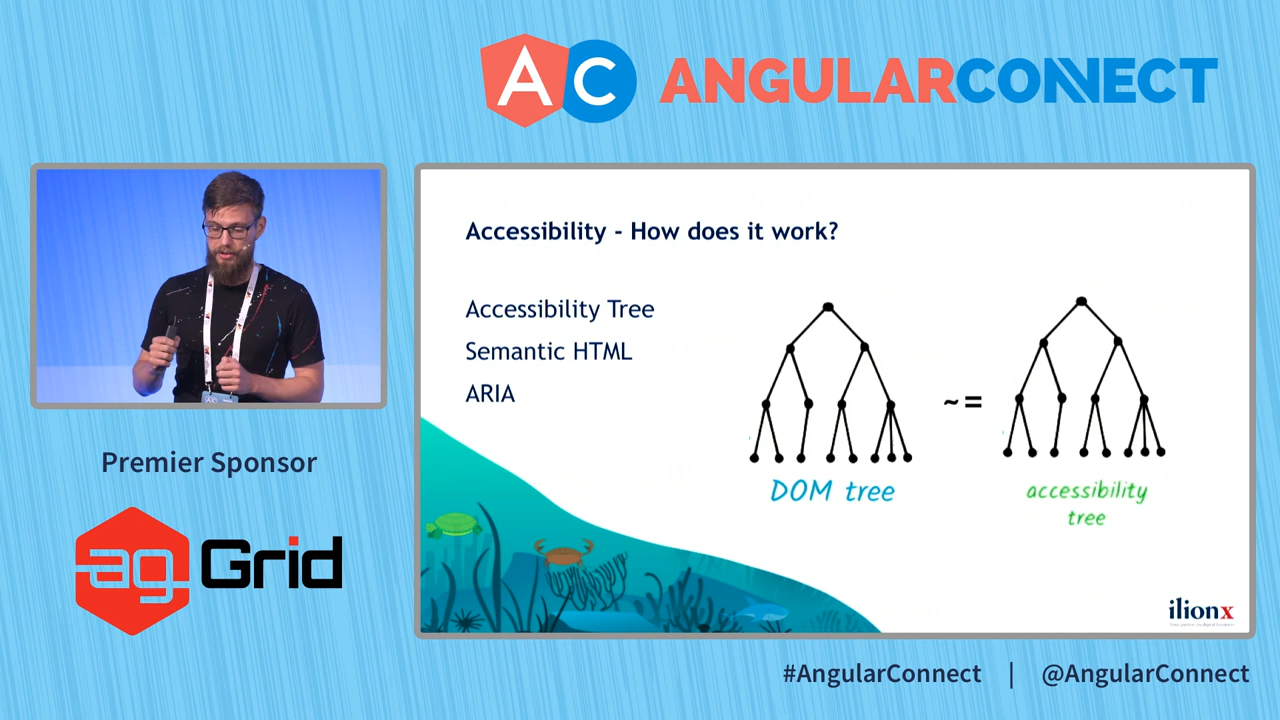 AC ANGULARCONNECT
Accessibility - How does it work?
Accessibility Tree
Semantic HTML
ARIA
~=
DOM tree
accessibility
tree
ilionx
Premier Sponsor
ag Grid
#AngularConnect | @AngularConnect